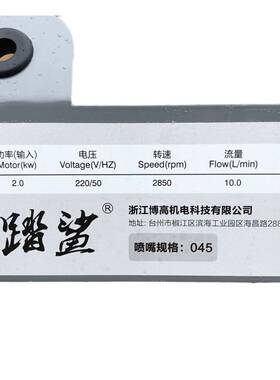 功率(输入) 电压 转速 流量
Motor(kw) Voltage(V/HZ) Speed(rpm) Flow(L/min)
2.0 220/50 2850 10.0
踏鲨®
浙江博高机电科技有限公司
地址: 台州市椒江区滨海工业园区海昌路288
喷嘴规格: 045